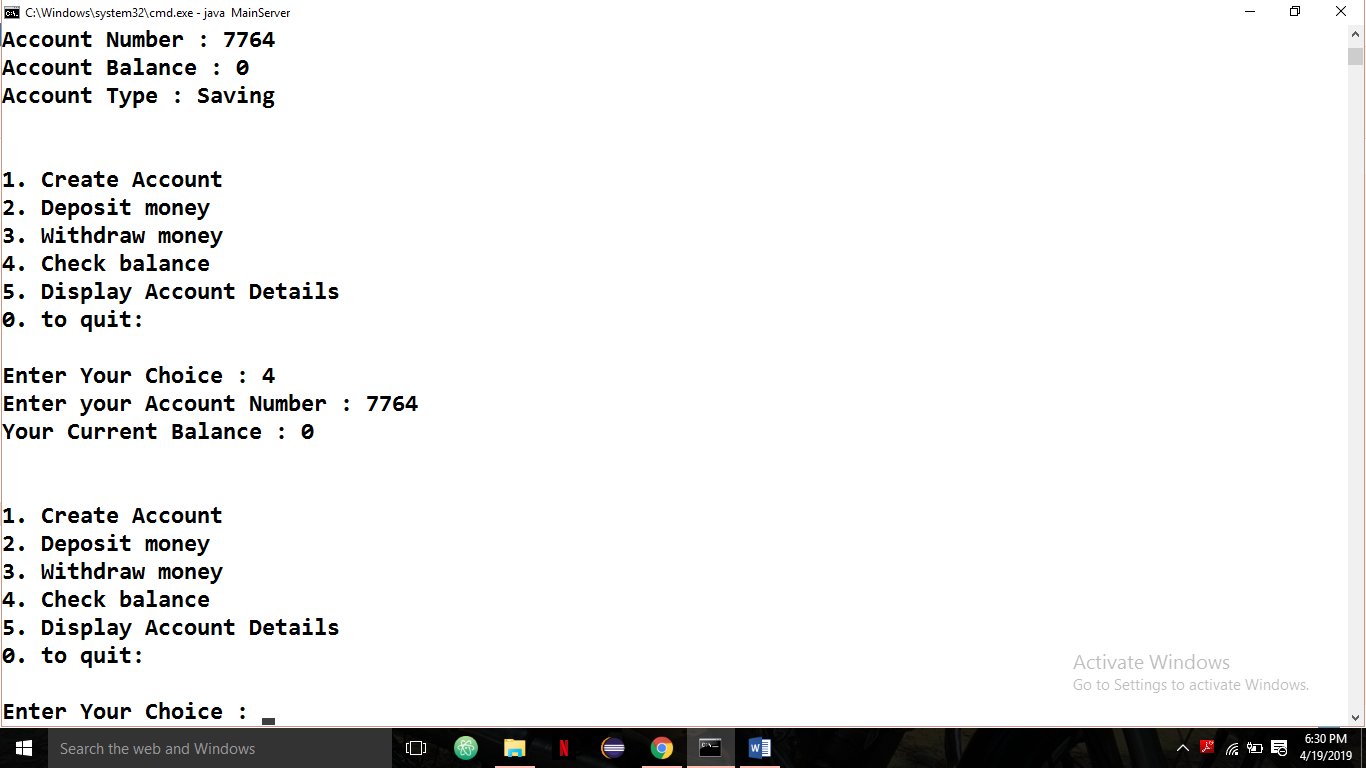 C:\Windows\system32\cmd.exe - java  MainServer
Account Number : 7764
Account Balance : 0
Account Type : Saving
1. Create Account
2. Deposit money
3. Withdraw money
4. Check balance
5. Display Account Details
0. to quit:
Enter Your Choice : 4
Enter your Account Number : 7764
Your Current Balance : 0
1. Create Account
2. Deposit money
3. Withdraw money
4. Check balance
5. Display Account Details
0. to quit:
Enter Your Choice :
Activate Windows
Go to Settings to activate Windows.
Search the web and Windows
6:30 PM
4/19/2019